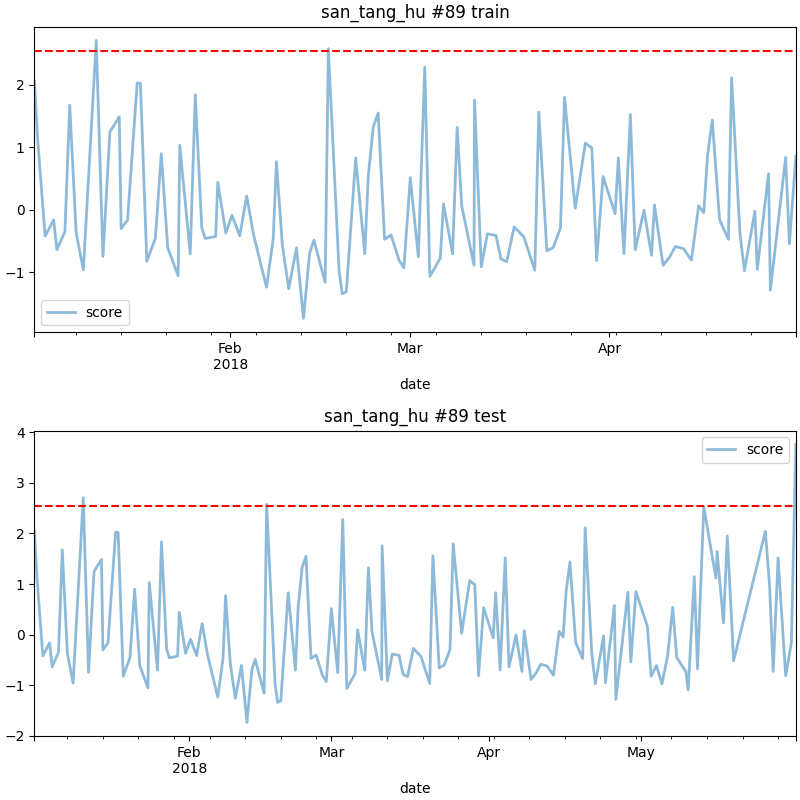 san_tang_hu #89 train
2
1
0
−1
score
Feb
2018
Mar
Apr
date
san_tang_hu #89 test
4
3
2
1
0
−1
−2
score
Feb
2018
Mar
Apr
May
date